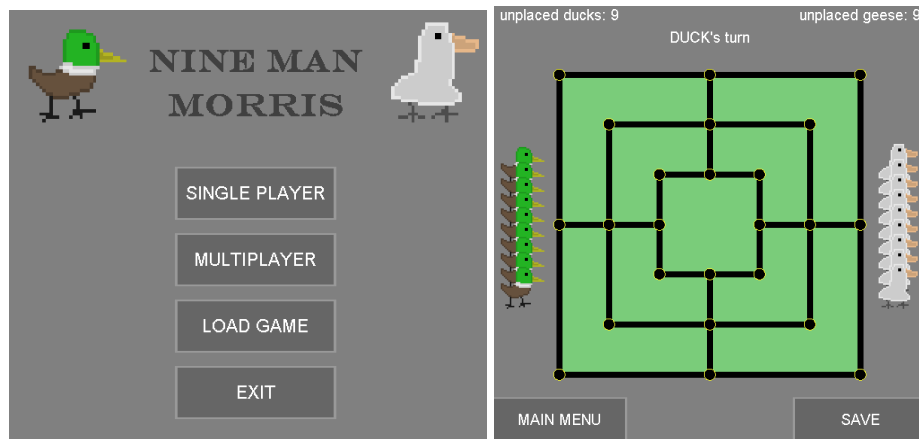 NINE MAN
MORRIS
SINGLE PLAYER
MULTIPLAYER
LOAD GAME
EXIT
unplaced ducks: 9
unplaced geese: 9
DUCK's turn
MAIN MENU
SAVE